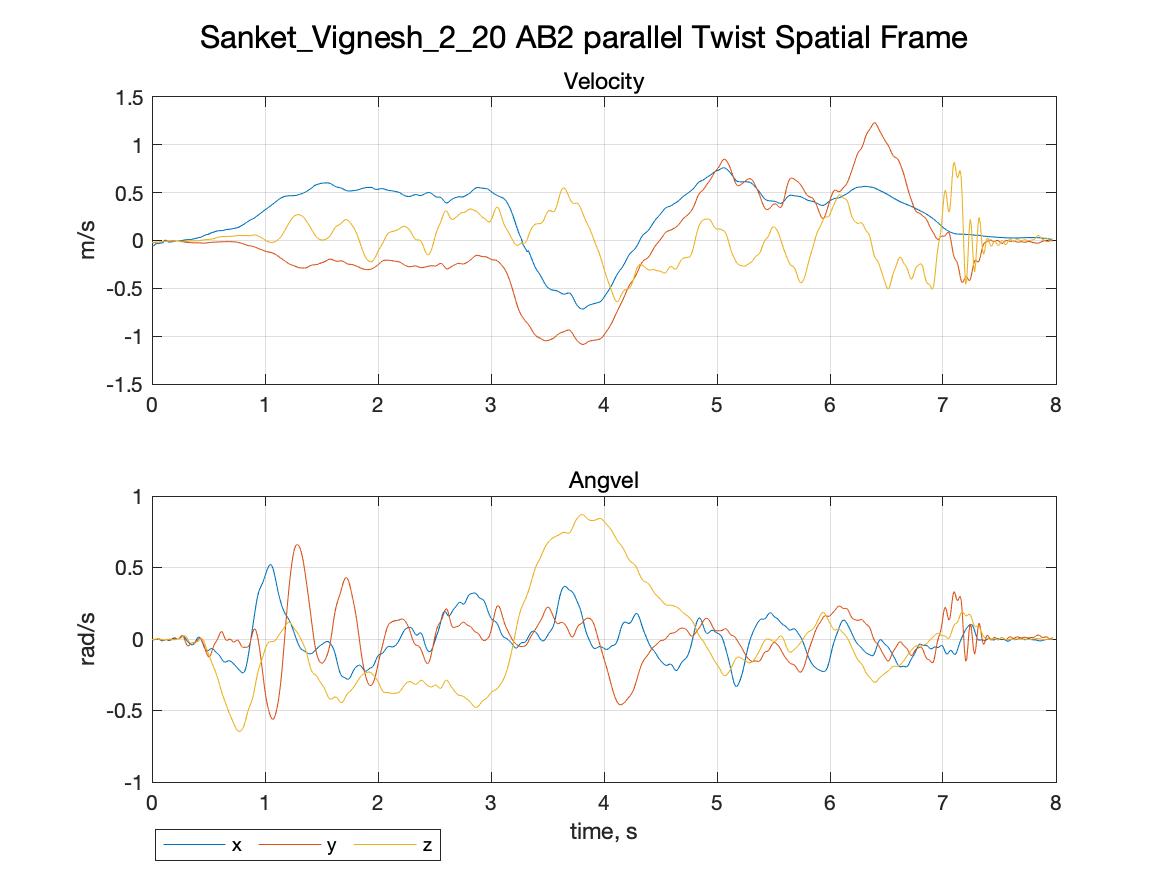 Sanket_Vignesh_2_20 AB2 parallel Twist Spatial Frame
Velocity
1.5
1
0.5
0
-0.5
-1
-1.5
m/s
0 1 2 3 4 5 6 7 8
Angvel
1
0.5
0
-0.5
-1
rad/s
0 1 2 3 4 5 6 7 8
time, s
x y z